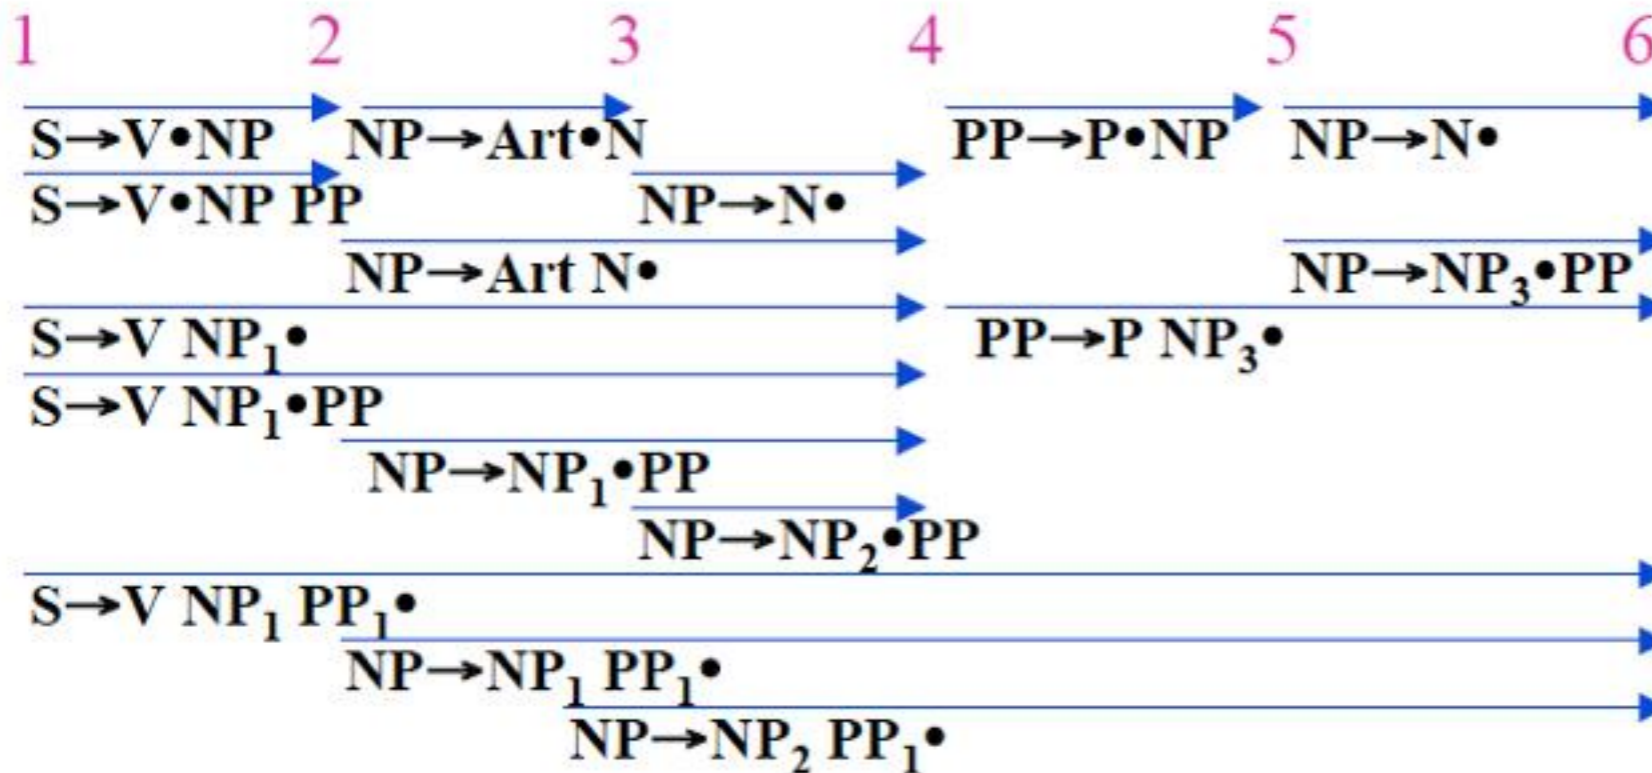 1 2 3 4 5 6
S→V•NP NP→Art•N PP→P•NP NP→N•
S→V•NP PP NP→N•
NP→Art N• NP→NP₃•PP
S→V NP₁• PP→P NP₃•
S→V NP₁•PP
NP→NP₁•PP
NP→NP₂•PP
S→V NP₁ PP₁•
NP→NP₁ PP₁•
NP→NP₂ PP₁•